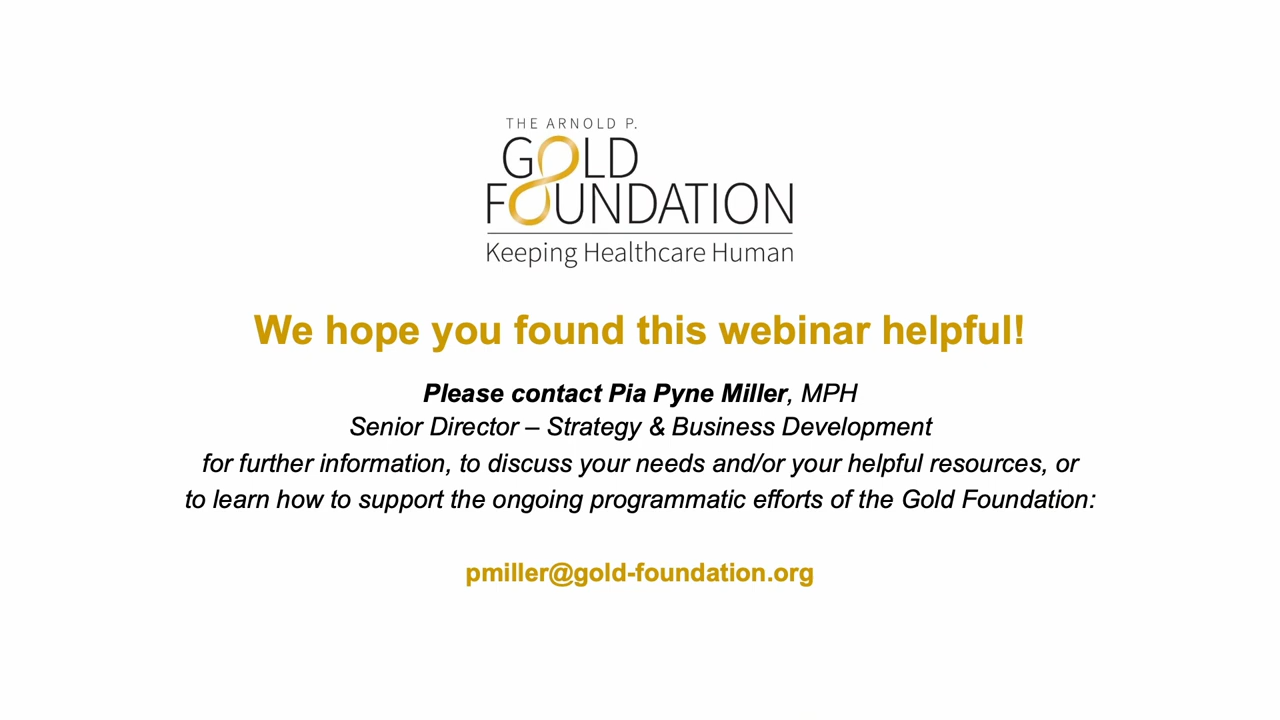 THE ARNOLD P.
GOLD
FOUNDATION
Keeping Healthcare Human
We hope you found this webinar helpful!
Please contact Pia Pyne Miller, MPH
Senior Director – Strategy & Business Development
for further information, to discuss your needs and/or your helpful resources, or
to learn how to support the ongoing programmatic efforts of the Gold Foundation:
pmiller@gold-foundation.org